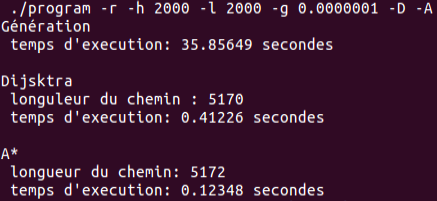 ./program -r -h 2000 -l 2000 -g 0.0000001 -D -A
Génération
temps d'execution: 35.85649 secondes
Dijsktra
longuleur du chemin : 5170
temps d'execution: 0.41226 secondes
A*
longueur du chemin: 5172
temps d'execution: 0.12348 secondes